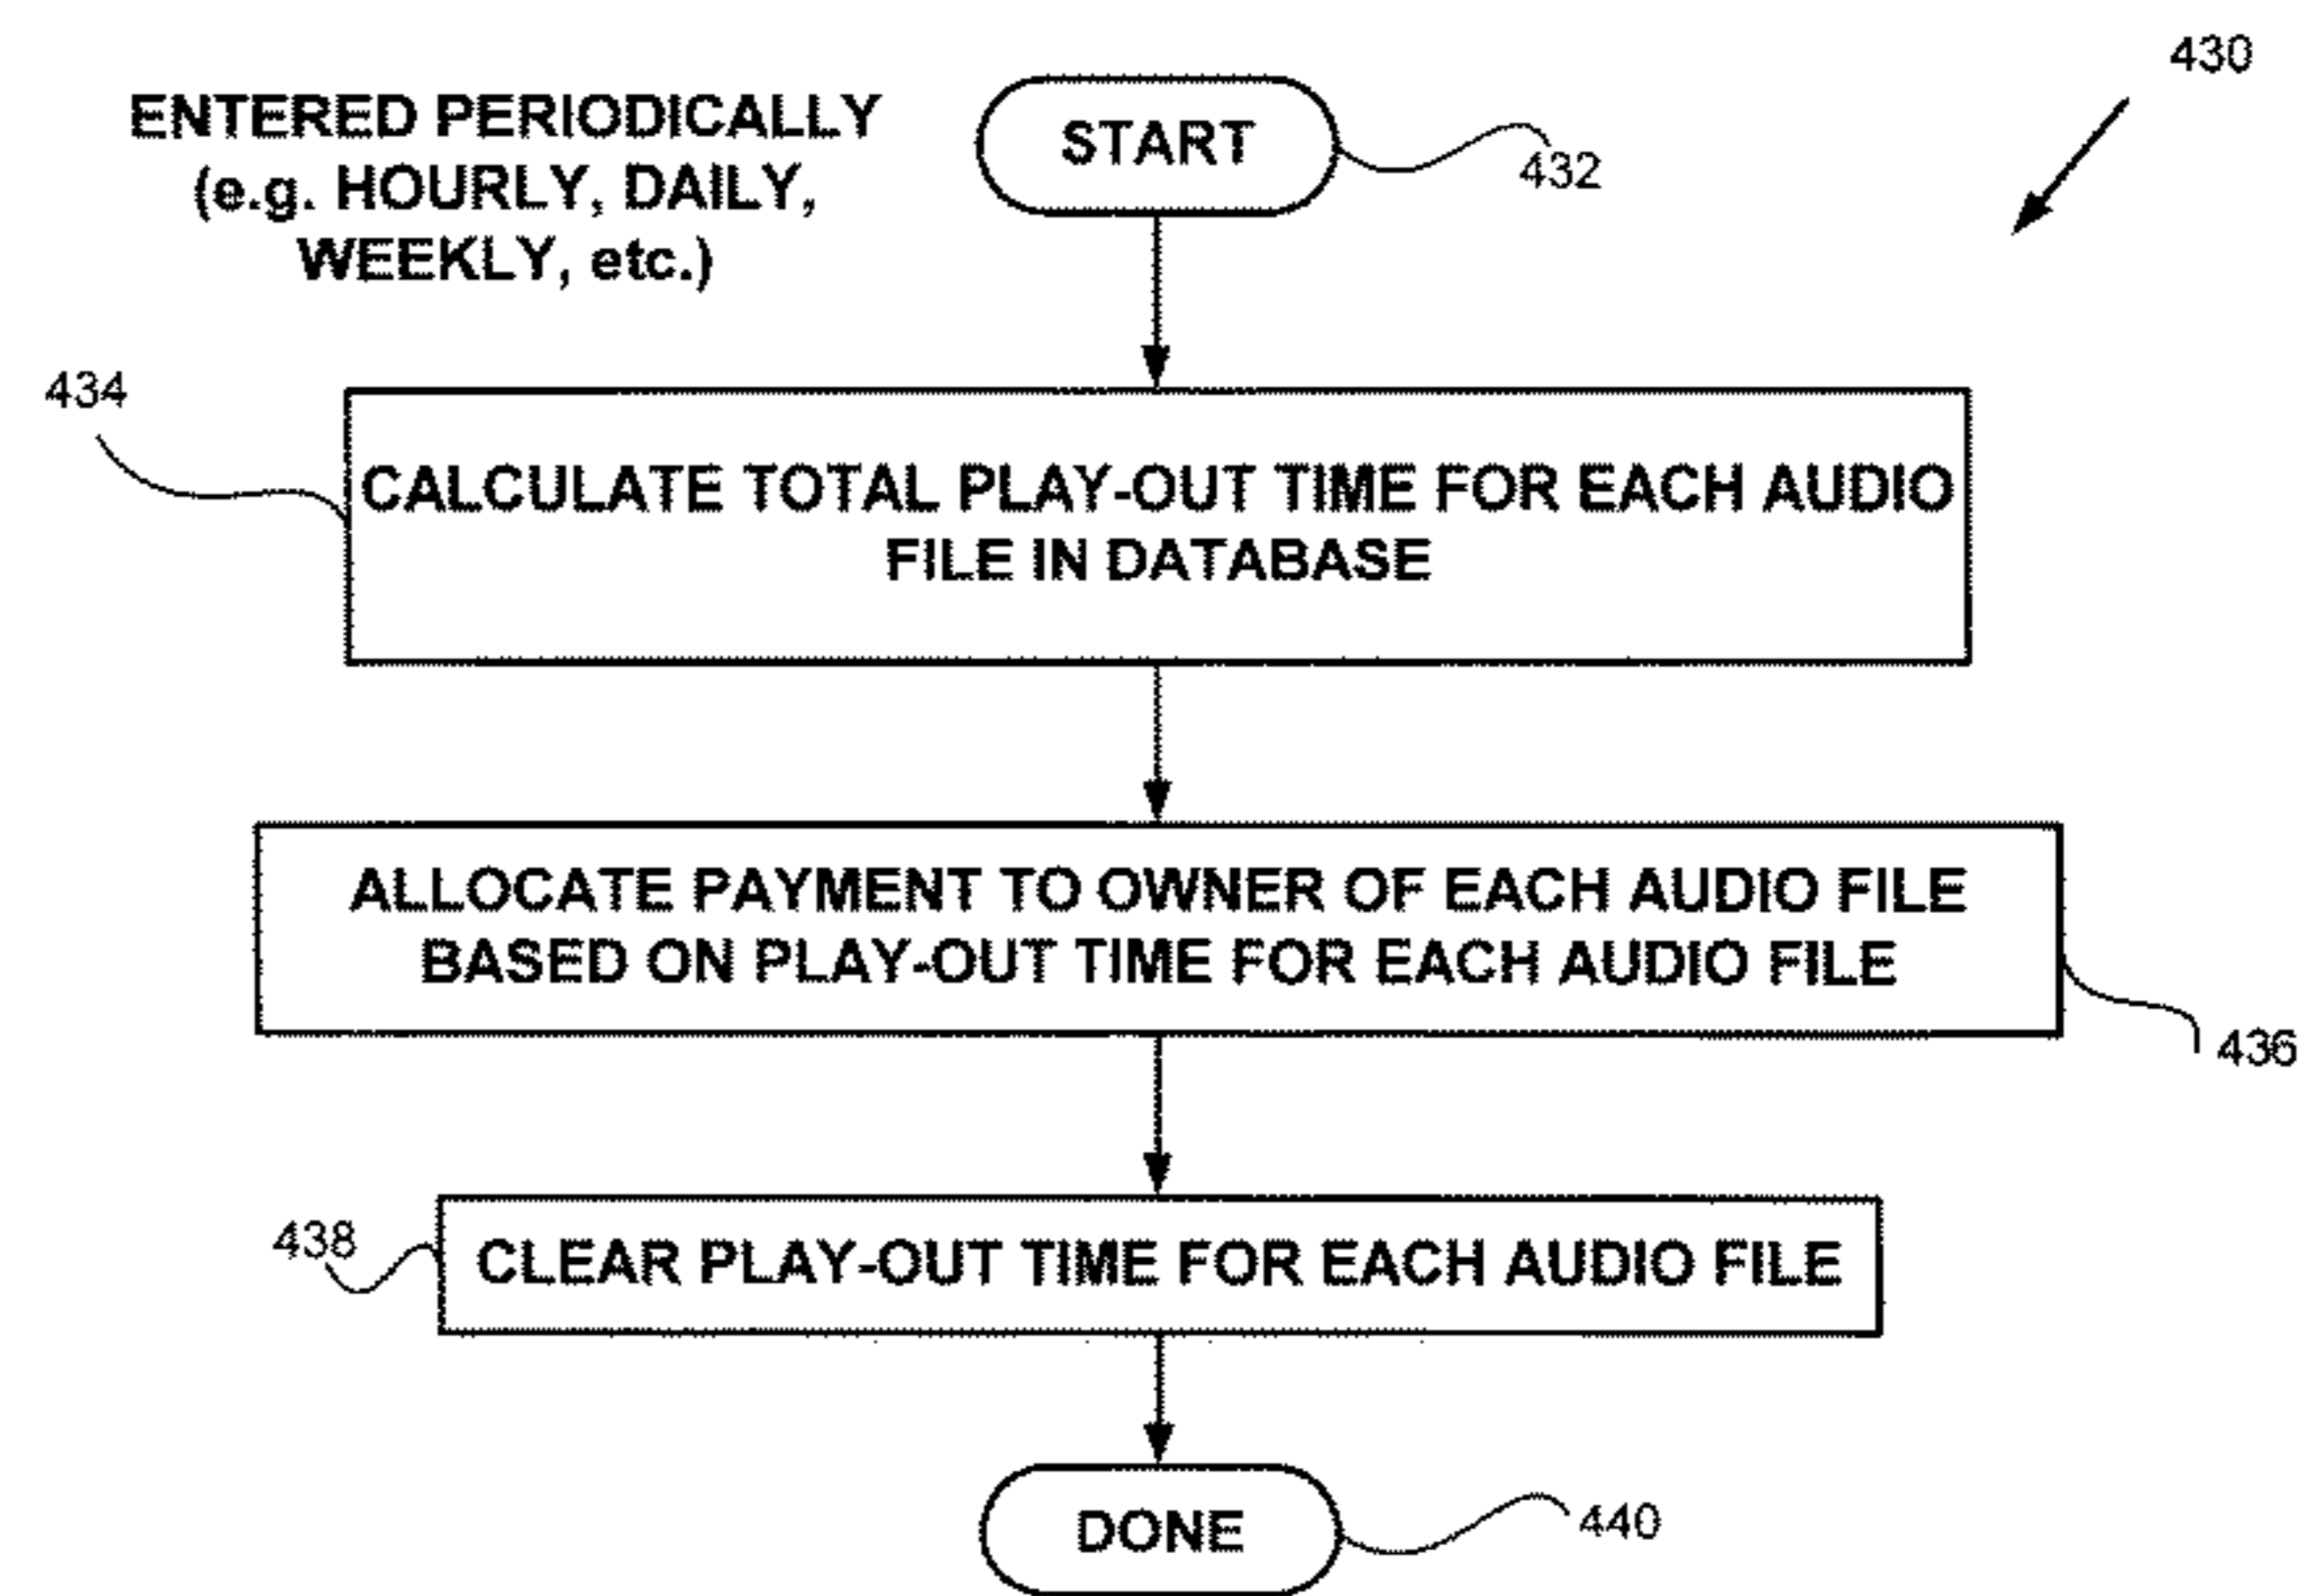 430
ENTERED PERIODICALLY
(e.g. HOURLY, DAILY,
WEEKLY, etc.)
START
432
434
CALCULATE TOTAL PLAY-OUT TIME FOR EACH AUDIO
FILE IN DATABASE
ALLOCATE PAYMENT TO OWNER OF EACH AUDIO FILE
BASED ON PLAY-OUT TIME FOR EACH AUDIO FILE
436
438
CLEAR PLAY-OUT TIME FOR EACH AUDIO FILE
DONE
440